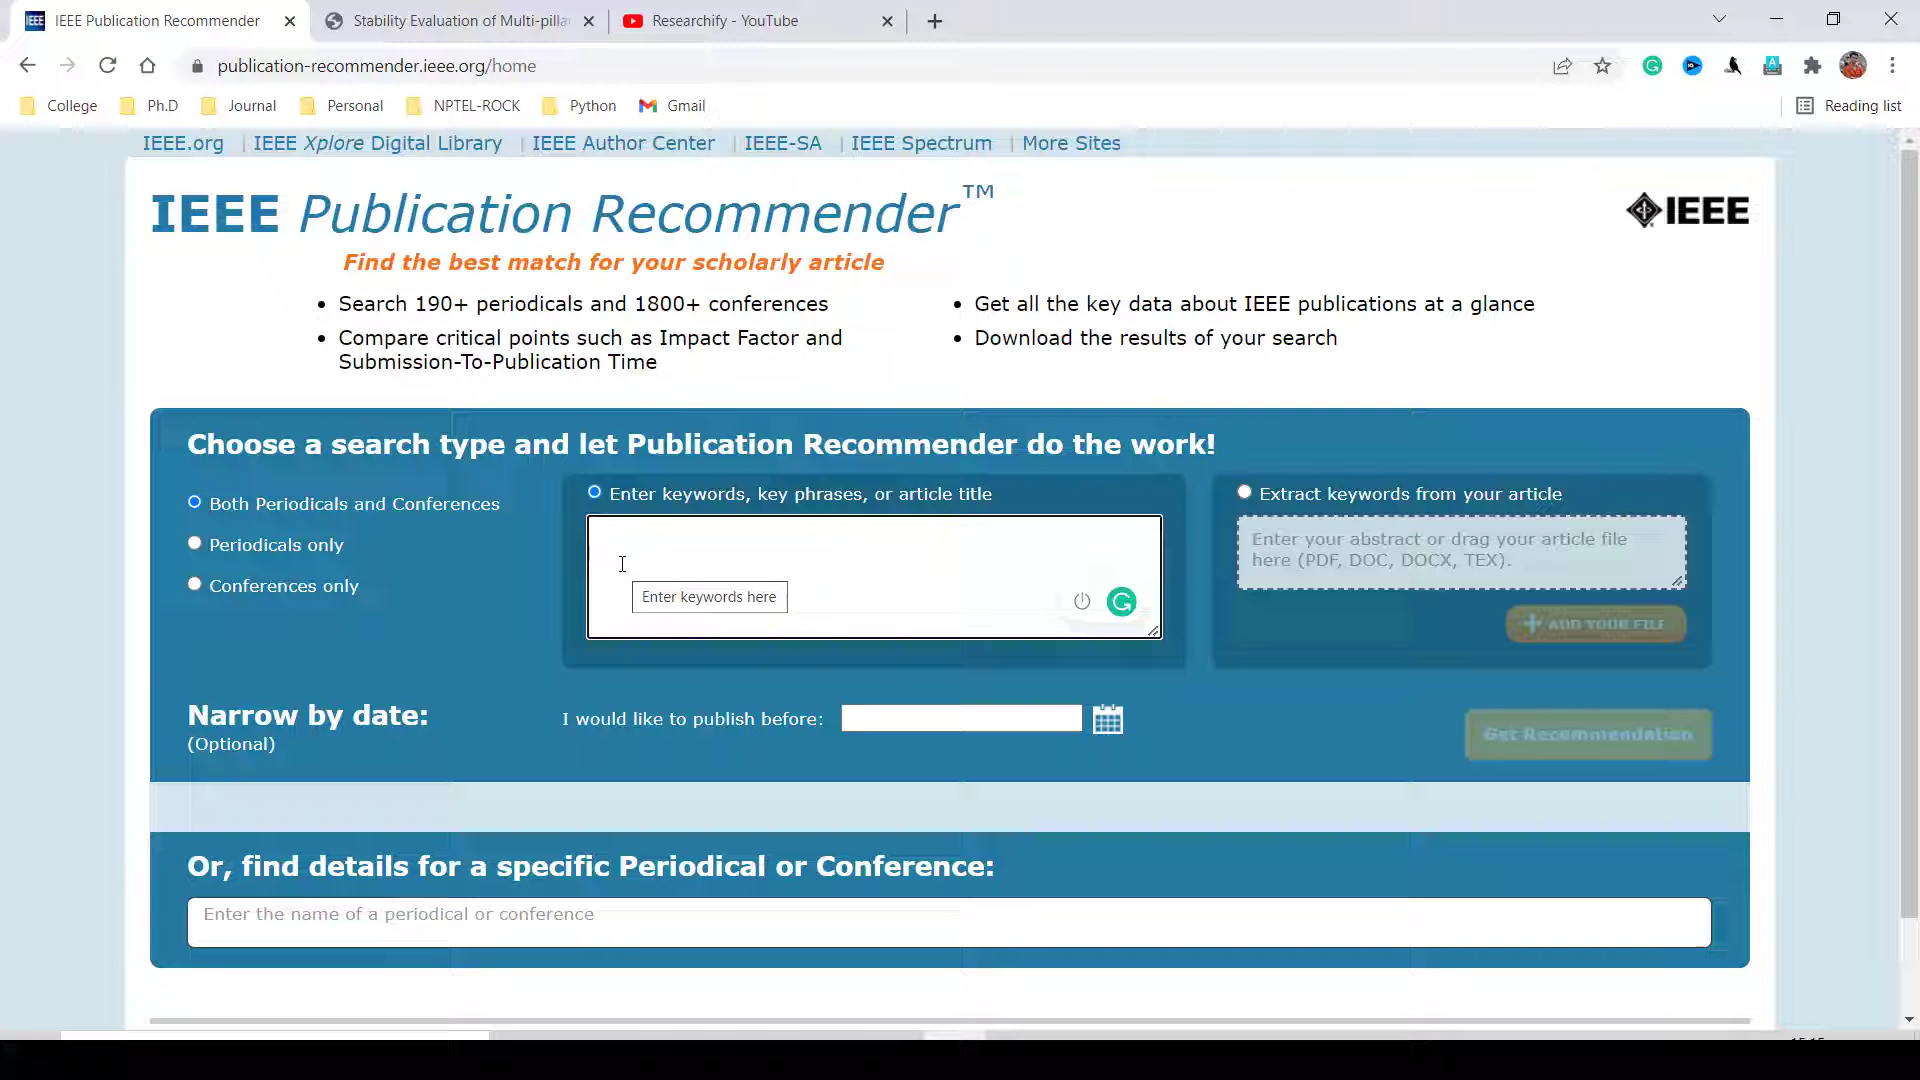 IEEE Publication Recommender
Stability Evaluation of Multi-pilla
Researchify - YouTube
publication-recommender.ieee.org/home
College
Ph.D
Journal
Personal
NPTEL-ROCK
Python
Gmail
Reading list
IEEE.org | IEEE Xplore Digital Library | IEEE Author Center | IEEE-SA | IEEE Spectrum | More Sites
IEEE Publication Recommender™
IEEE
Find the best match for your scholarly article
• Search 190+ periodicals and 1800+ conferences
• Compare critical points such as Impact Factor and
Submission-To-Publication Time
• Get all the key data about IEEE publications at a glance
• Download the results of your search
Choose a search type and let Publication Recommender do the work!
Both Periodicals and Conferences
Periodicals only
Conferences only
Enter keywords, key phrases, or article title
Enter keywords here
Extract keywords from your article
Enter your abstract or drag your article file
here (PDF, DOC, DOCX, TEX).
ADD YOUR FILE
Narrow by date:
(Optional)
I would like to publish before:
Get Recommendation
Or, find details for a specific Periodical or Conference:
Enter the name of a periodical or conference